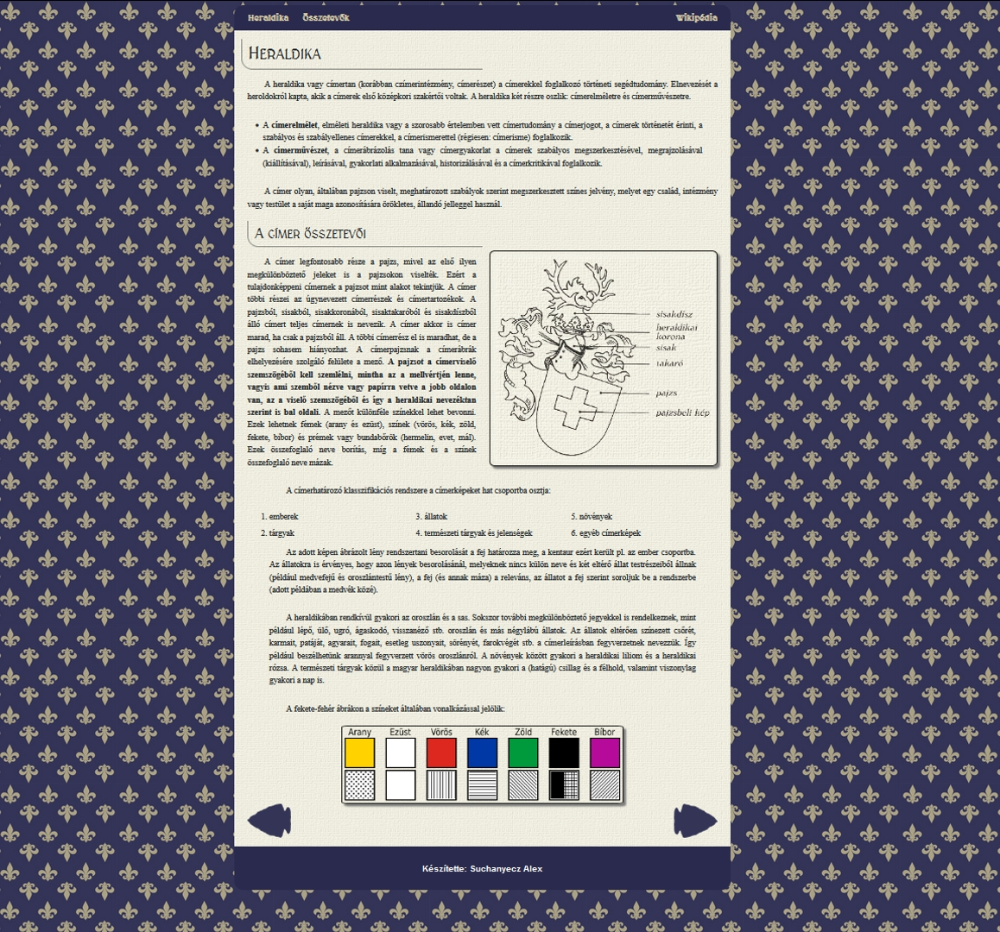 Heraldika Összetevők Wikipédia
Heraldika
A heraldika vagy címertan (korábban czímerintézmény, címerészet) a címerekkel foglalkozó történeti segédtudomány. Elnevezését a
heroldokról kapta, akik a címerek első középkori szakértői voltak. A heraldika két részre oszlik: címerelméletre és címerművészetre.
• A címerelmélet, elméleti heraldika vagy a szorosabb értelemben vett címertudomány a címerjogot, a címerek történetét érinti, a
szabályos és szabályellenes címerekkel, a címerismerettel (régiesen: címerisme) foglalkozik.
• A címerművészet, a címerábrázolás tana vagy címergyakorlat a címerek szabályos megszerkesztésével, megrajzolásával
(kiállításával), leírásával, gyakorlati alkalmazásával, historizálásával és a címerkritikával foglalkozik.
A címer olyan, általában pajzson viselt, meghatározott szabályok szerint megszerkesztett színes jelvény, melyet egy család, intézmény
vagy testület a saját maga azonosítására örökletes, állandó jelleggel használ.
A címer összetevői
A címer legfontosabb része a pajzs, mivel az első ilyen
megkülönböztető jeleket is a pajzsokon viselték. Ezért a
tulajdonképpeni címernek a pajzsot mint alakot tekintjük. A címer
többi részei az úgynevezett címerrészek és címertartozékok. A
pajzsból, sisakból, sisakkoronából, sisaktakaróból és sisakdíszből
álló címert teljes címernek is nevezik. A címer akkor is címer
marad, ha csak a pajzsból áll. A többi címerrész el is maradhat, de a
pajzs sohasem hiányozhat. A címerpajzsnak a címerábrák
elhelyezésére szolgáló felülete a mező. A pajzsot a címerviselő
szemszögéből kell szemlélni, mintha az a mellvértjén lenne,
vagyis ami szemből nézve vagy papírra vetve a jobb oldalon
van, az a viselő szemszögéből és így a heraldikai nevezéktan
szerint is bal oldali. A mezőt különféle színekkel lehet bevonni.
Ezek lehetnek fémek (arany és ezüst), színek (vörös, kék, zöld,
fekete, bíbor) és prémek vagy bundabőrök (hermelin, evet, mál).
Ezek összefoglaló neve borítás, míg a fémek és a színek
összefoglaló neve mázak.
sisakdísz
heraldikai
korona
sisak
takaró
pajzs
pajzsbeli kép
A címerhatározó klasszifikációs rendszere a címerképeket hat csoportba osztja:
1. emberek 3. állatok 5. növények
2. tárgyak 4. természeti tárgyak és jelenségek 6. egyéb címerképek
Az adott képen ábrázolt lény rendszertani besorolását a fej határozza meg, a kentaur ezért került pl. az ember csoportba.
Az állatokra is érvényes, hogy azon lények besorolásánál, melyeknek nincs külön neve és két eltérő állat testrészeiből állnak
(például medvefejű és oroszlántestű lény), a fej (és annak máza) a releváns, az állatot a fej szerint soroljuk be a rendszerbe
(adott példában a medvék közé).
A heraldikában rendkívül gyakori az oroszlán és a sas. Sokszor további megkülönböztető jegyekkel is rendelkeznek, mint
például lépő, ülő, ugró, ágaskodó, visszanéző stb. oroszlán és más négylábú állatok. Az állatok eltérően színezett csőrét,
karmait, patáját, agyarait, fogait, esetleg uszonyait, sörényét, farokvégét stb. a címerleírásban fegyverzetnek nevezzük. Így
például beszélhetünk arannyal fegyverzett vörös oroszlánról. A növények között gyakori a heraldikai liliom és a heraldikai
rózsa. A természeti tárgyak közül a magyar heraldikában nagyon gyakori a (hatágú) csillag és a félhold, valamint viszonylag
gyakori a nap is.
A fekete-fehér ábrákon a színeket általában vonalkázással jelölik:
Arany Ezüst Vörös Kék Zöld Fekete Bíbor
Készítette: Suchanyecz Alex